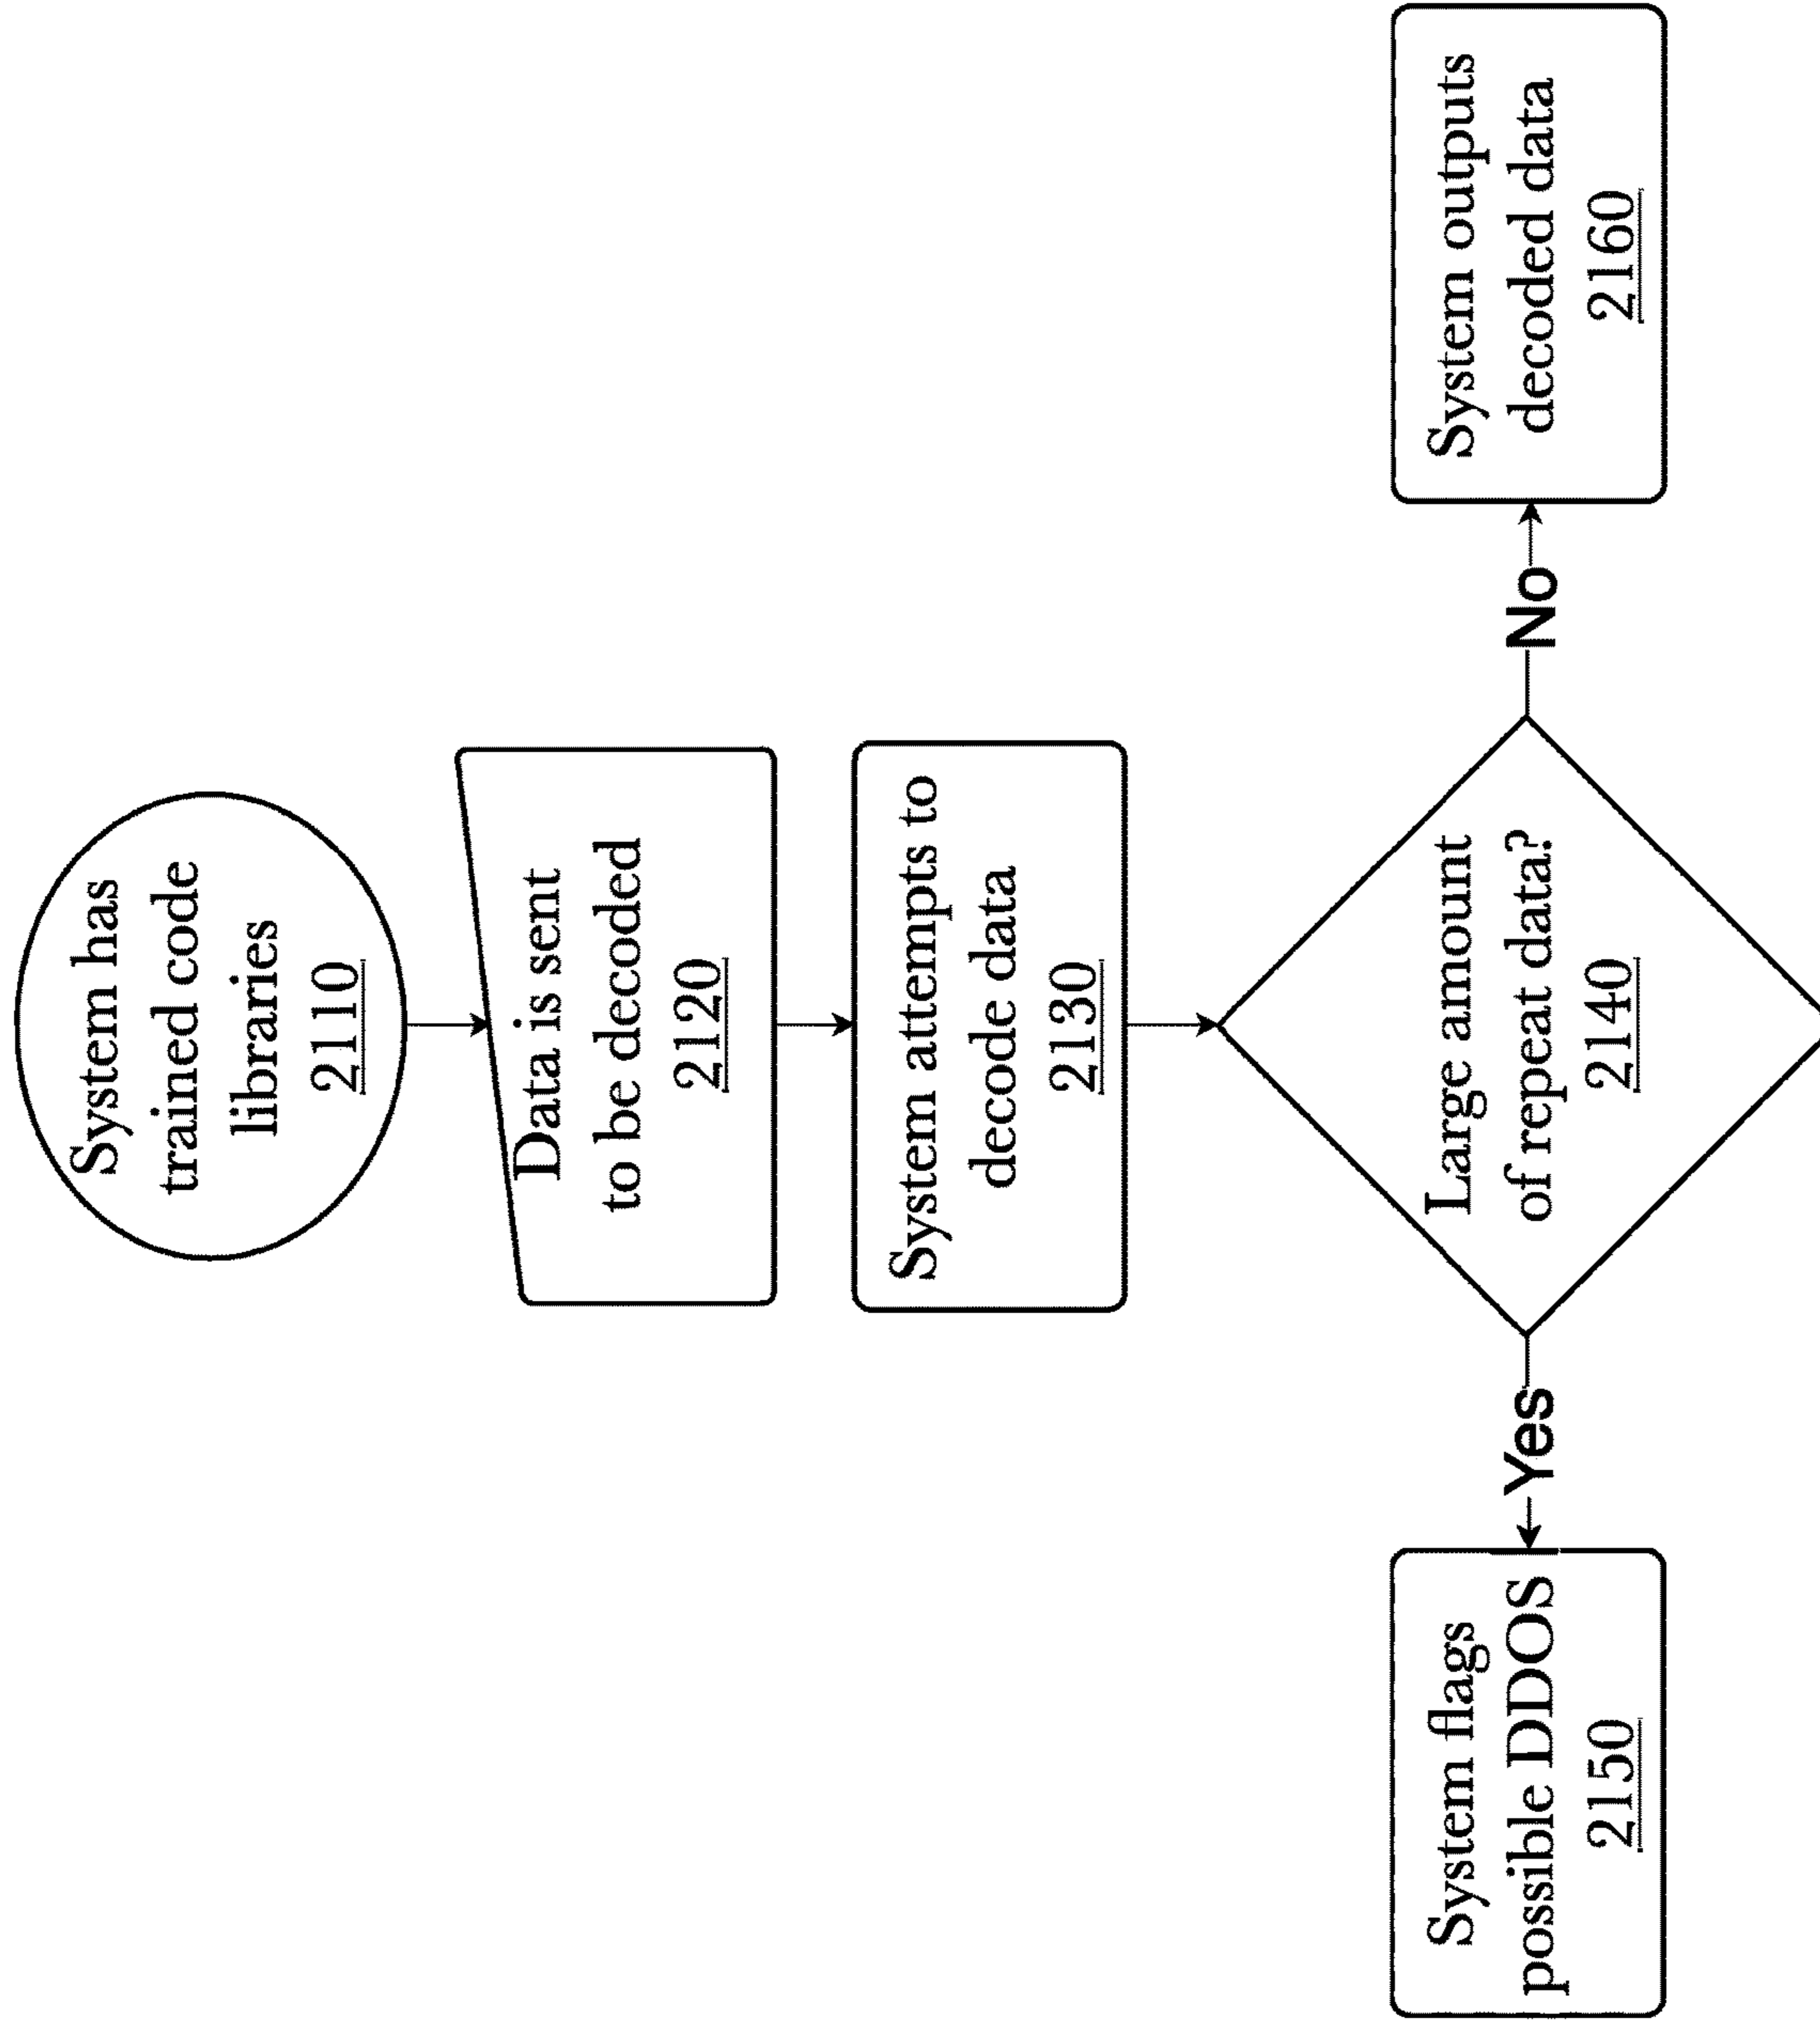 System has
trained code
libraries
2110
Data is sent
to be decoded
2120
System attempts to
decode data
2130
Large amount
of repeat data?
2140
Yes
No
System flags
possible DDOS
2150
System outputs
decoded data
2160